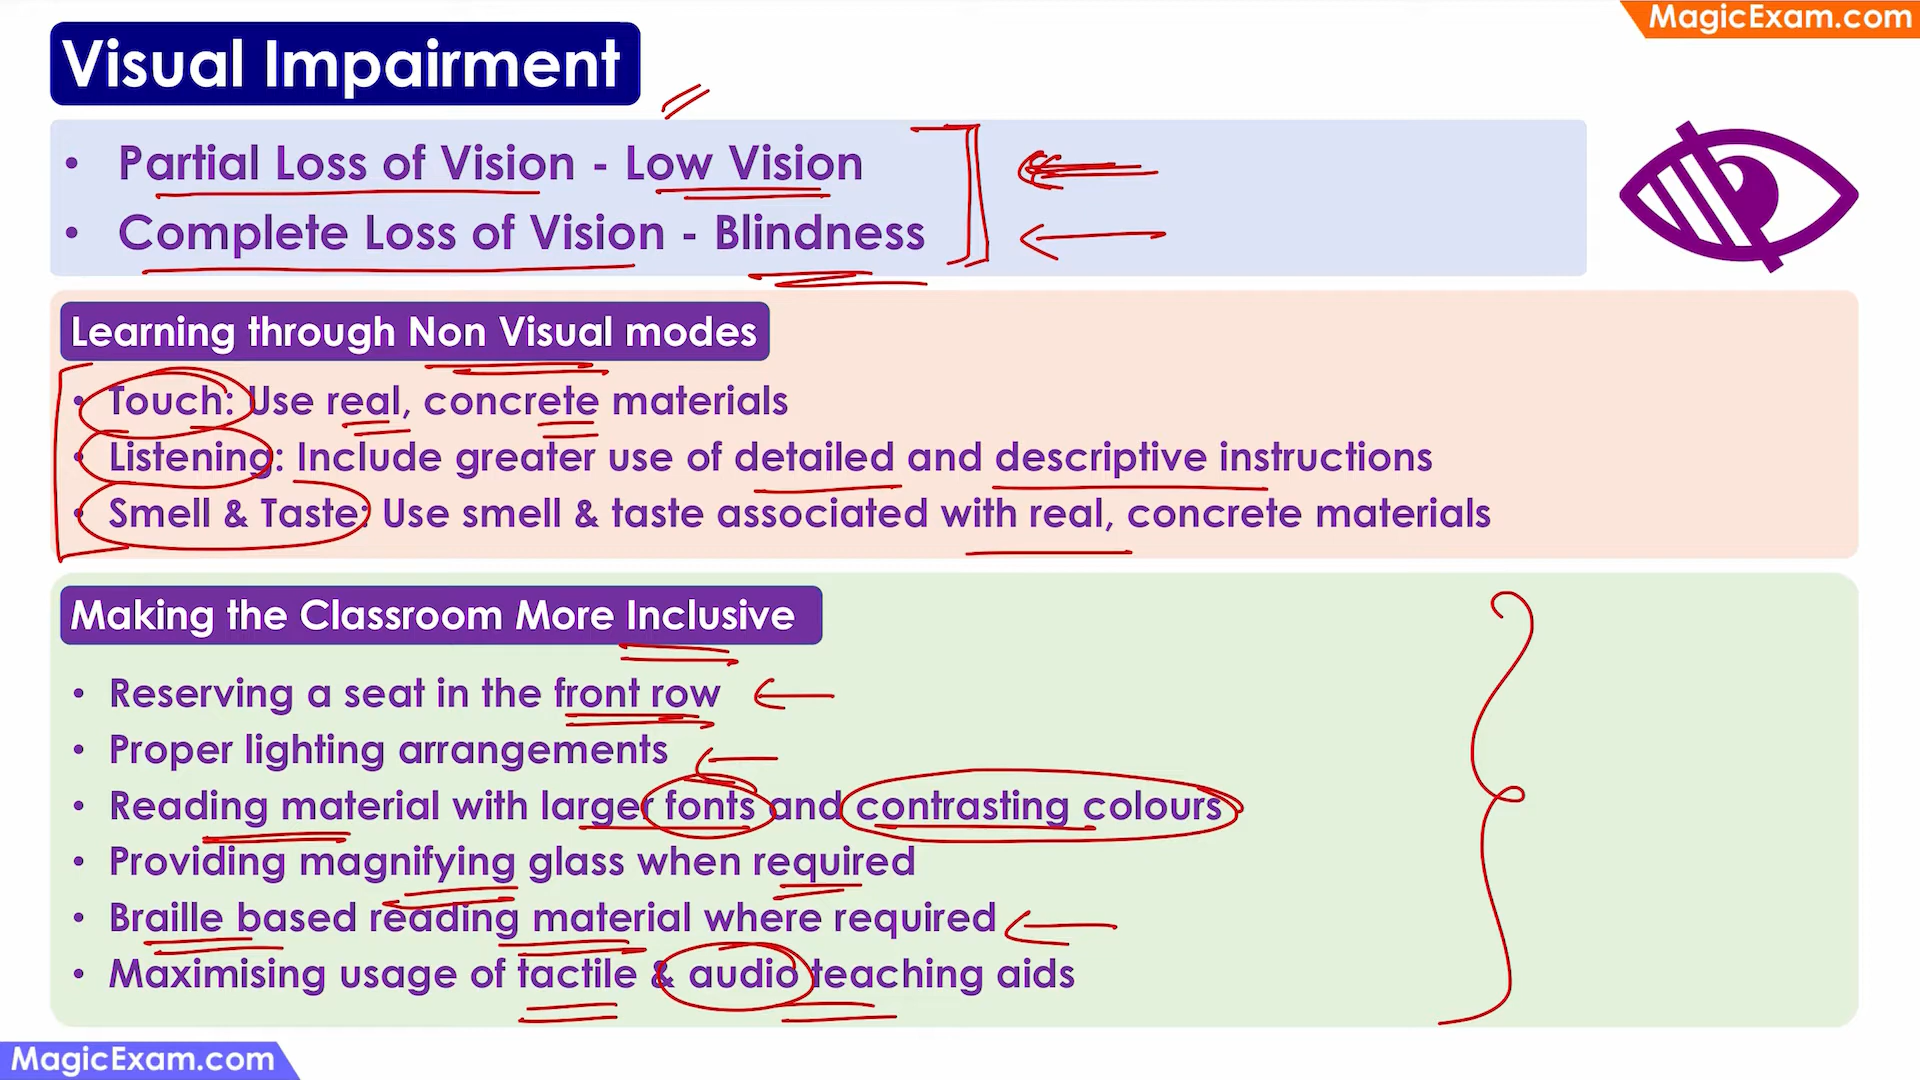 MagicExam.com
Visual Impairment
• Partial Loss of Vision - Low Vision
• Complete Loss of Vision - Blindness
Learning through Non Visual modes
• Touch: Use real, concrete materials
• Listening: Include greater use of detailed and descriptive instructions
• Smell & Taste: Use smell & taste associated with real, concrete materials
Making the Classroom More Inclusive
• Reserving a seat in the front row
• Proper lighting arrangements
• Reading material with larger fonts and contrasting colours
• Providing magnifying glass when required
• Braille based reading material where required
• Maximising usage of tactile & audio teaching aids
MagicExam.com